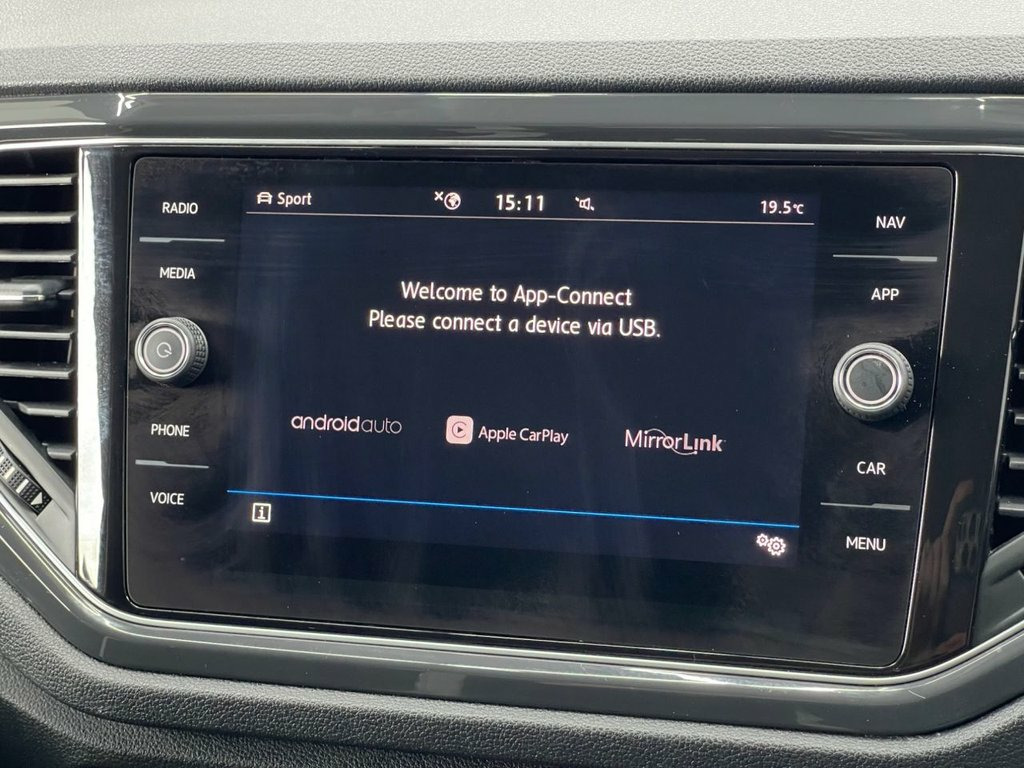 RADIO
MEDIA
PHONE
VOICE
Sport
15:11
19.5°C
Welcome to App-Connect
Please connect a device via USB.
androidauto
Apple CarPlay
MirrorLink
i
NAV
APP
CAR
MENU